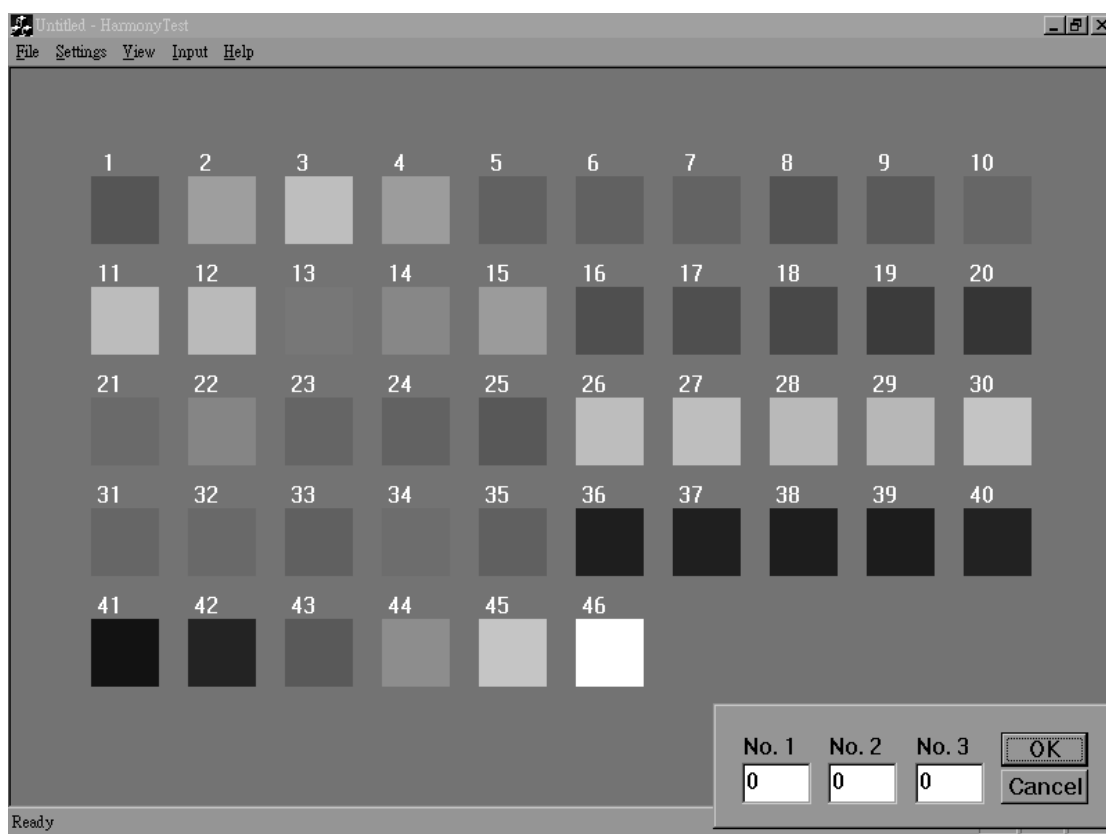 Untitled - HarmonyTest
File Settings View Input Help
1 2 3 4 5 6 7 8 9 10
11 12 13 14 15 16 17 18 19 20
21 22 23 24 25 26 27 28 29 30
31 32 33 34 35 36 37 38 39 40
41 42 43 44 45 46
No. 1 No. 2 No. 3 OK
0 0 0 Cancel
Ready